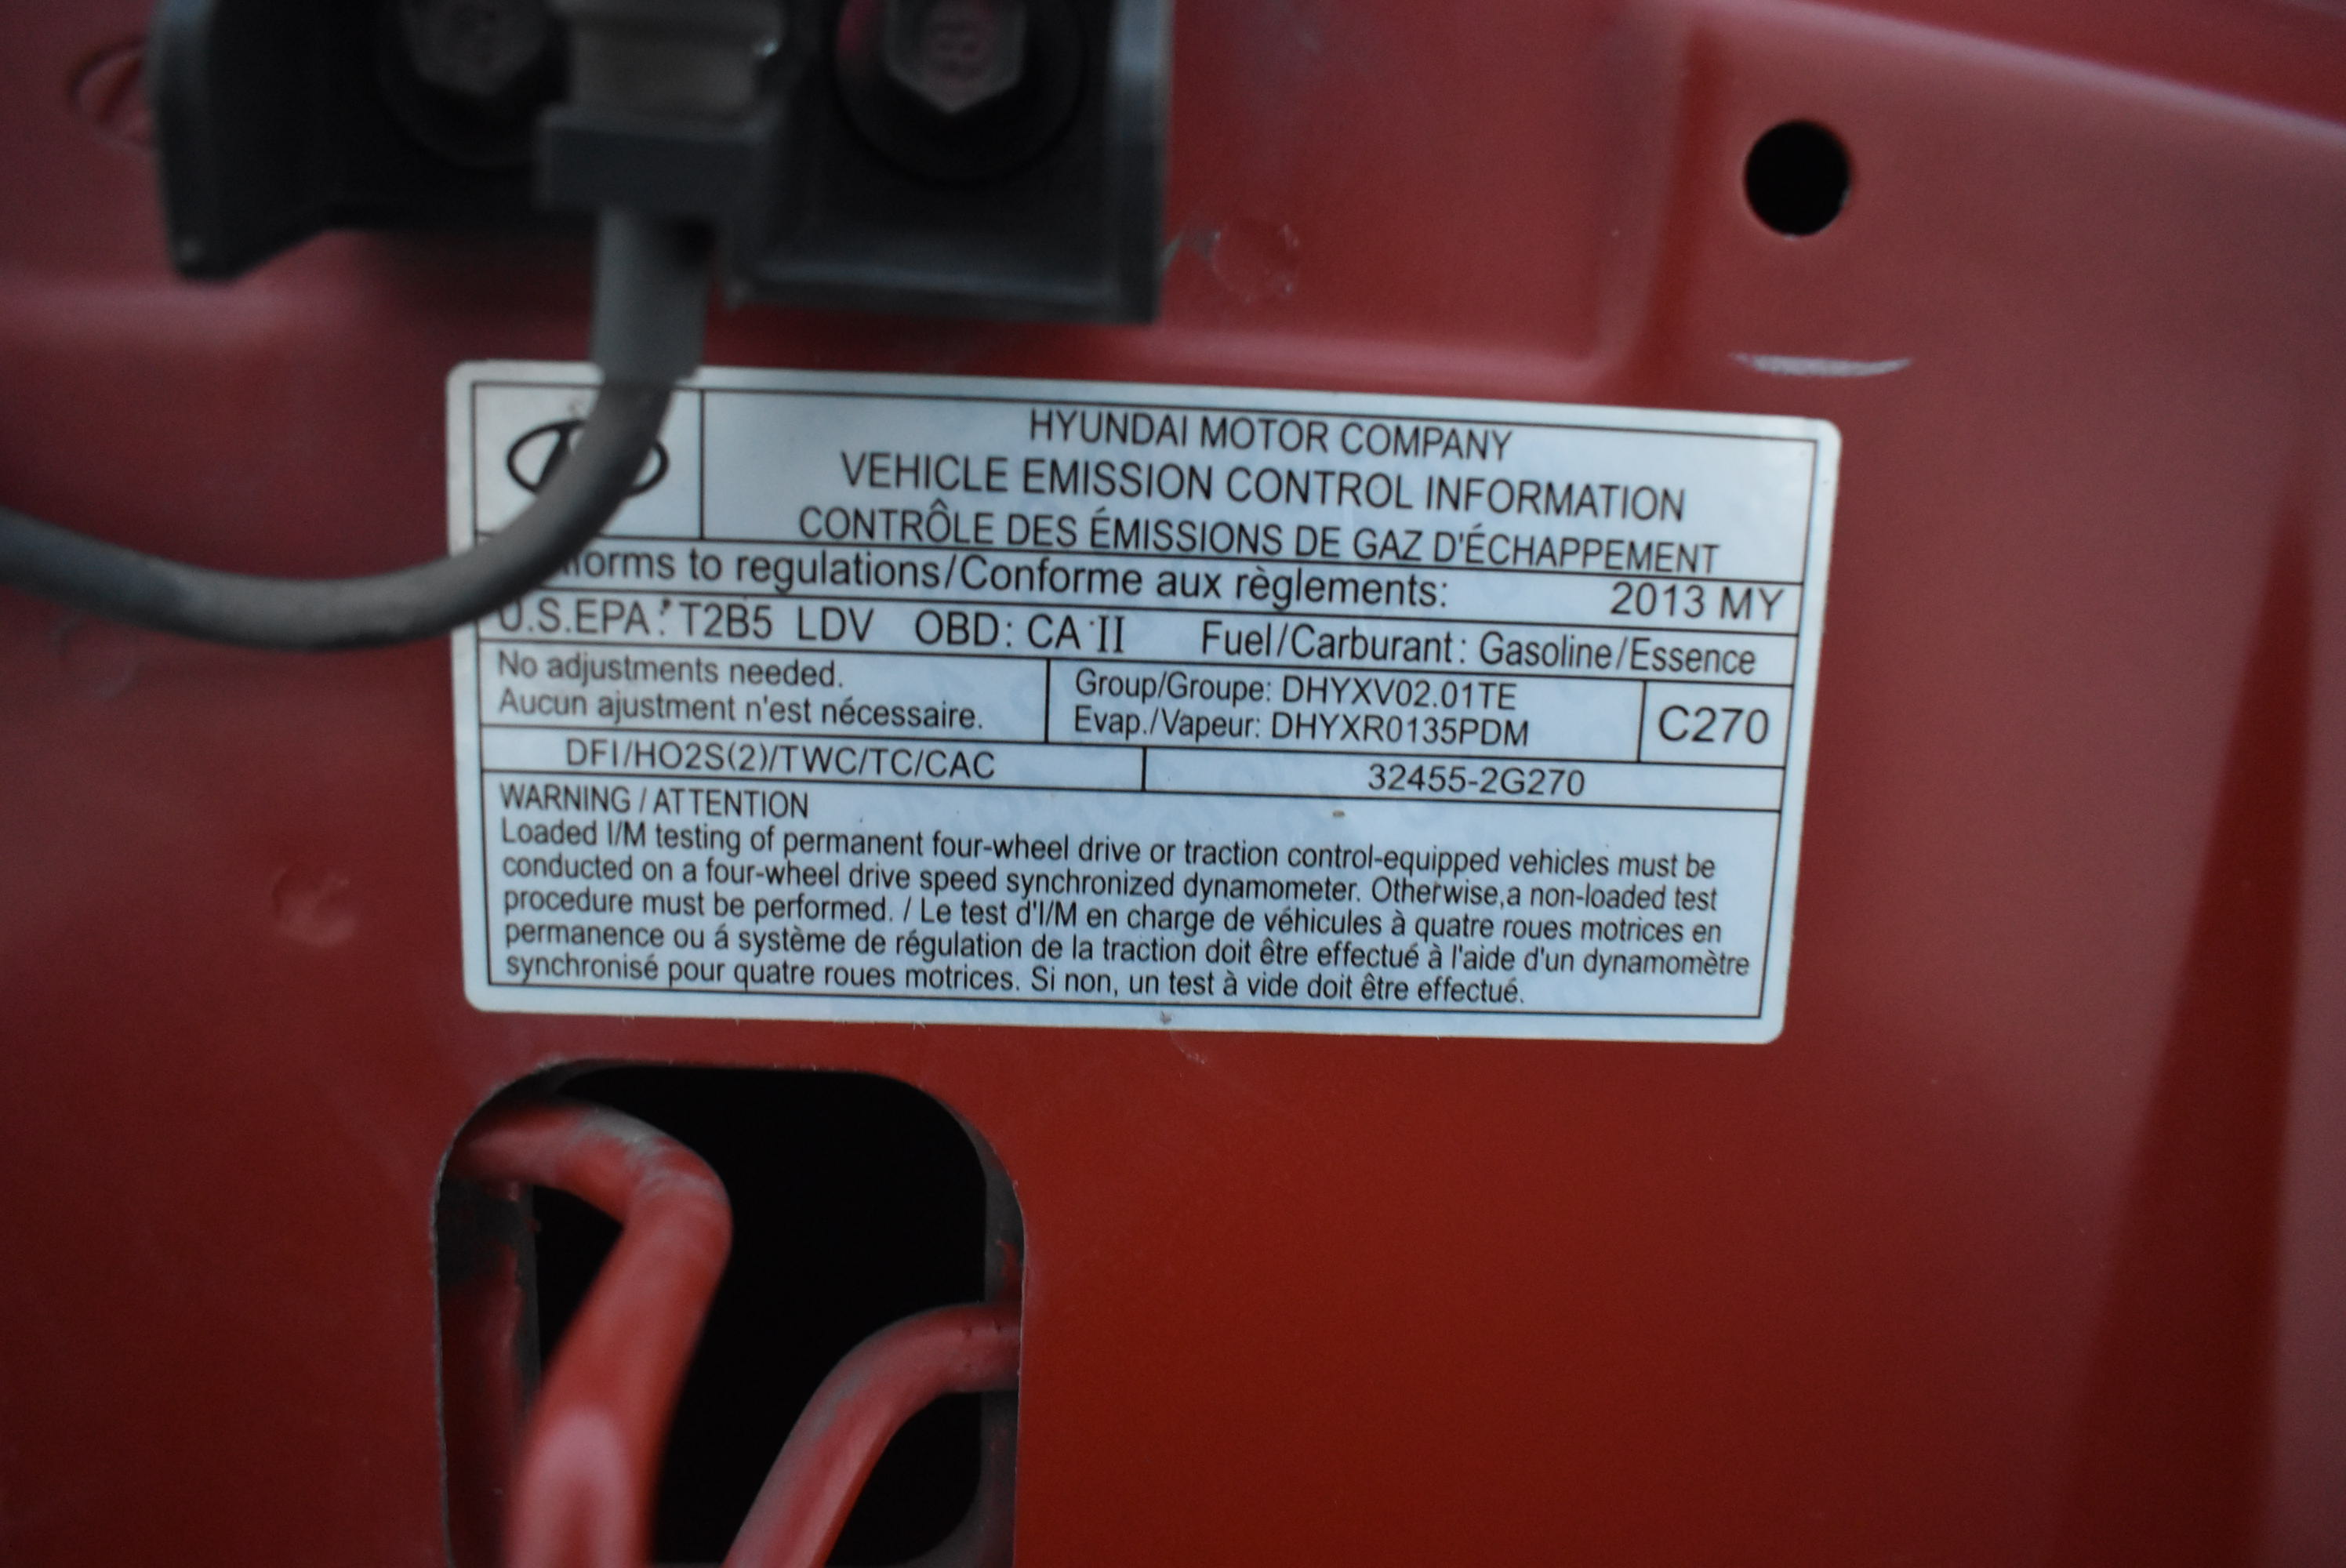 HYUNDAI MOTOR COMPANY
VEHICLE EMISSION CONTROL INFORMATION
CONTRÔLE DES ÉMISSIONS DE GAZ D'ÉCHAPPEMENT
to regulations/Conforme aux règlements: 2013 MY
U.S.EPA: T2B5 LDV OBD: CA II Fuel/Carburant: Gasoline/Essence
No adjustments needed.
Aucun ajustment n'est nécessaire.
Group/Groupe: DHYXV02.01TE
Evap./Vapeur: DHYXR0135PDM
C270
DFI/HO2S(2)/TWC/TC/CAC
32455-2G270
WARNING / ATTENTION
Loaded I/M testing of permanent four-wheel drive or traction control-equipped vehicles must be
conducted on a four-wheel drive speed synchronized dynamometer. Otherwise,a non-loaded test
procedure must be performed. / Le test d'I/M en charge de véhicules à quatre roues motrices en
permanence ou á système de régulation de la traction doit être effectué à l'aide d'un dynamomètre
synchronisé pour quatre roues motrices. Si non, un test à vide doit être effectué.